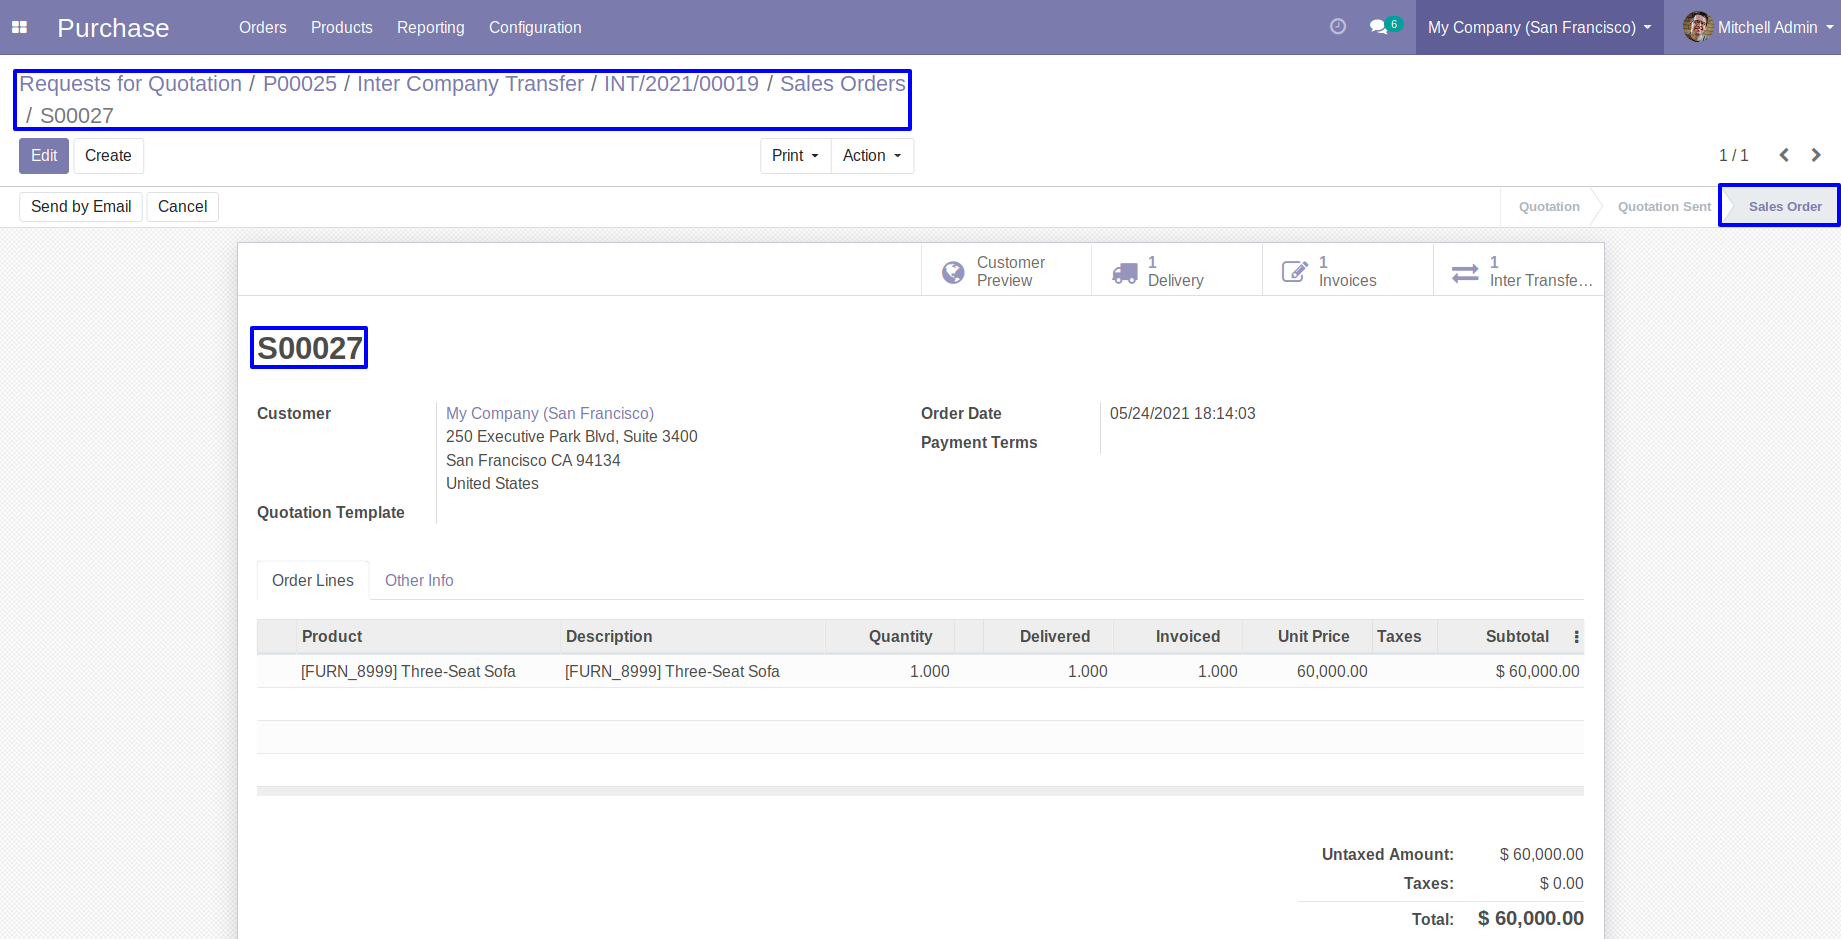 Purchase Orders Products Reporting Configuration 6 My Company (San Francisco) Mitchell Admin
Requests for Quotation / P00025 / Inter Company Transfer / INT/2021/00019 / Sales Orders
/ S00027
Edit Create Print Action 1 / 1
Send by Email Cancel Quotation Quotation Sent Sales Order
Customer Preview
1 Delivery
1 Invoices
1 Inter Transfe...
S00027
Customer My Company (San Francisco) Order Date 05/24/2021 18:14:03
250 Executive Park Blvd, Suite 3400 Payment Terms
San Francisco CA 94134
United States
Quotation Template
Order Lines Other Info
Product Description Quantity Delivered Invoiced Unit Price Taxes Subtotal
[FURN_8999] Three-Seat Sofa [FURN_8999] Three-Seat Sofa 1.000 1.000 1.000 60,000.00 $ 60,000.00
Untaxed Amount: $ 60,000.00
Taxes: $ 0.00
Total: $ 60,000.00